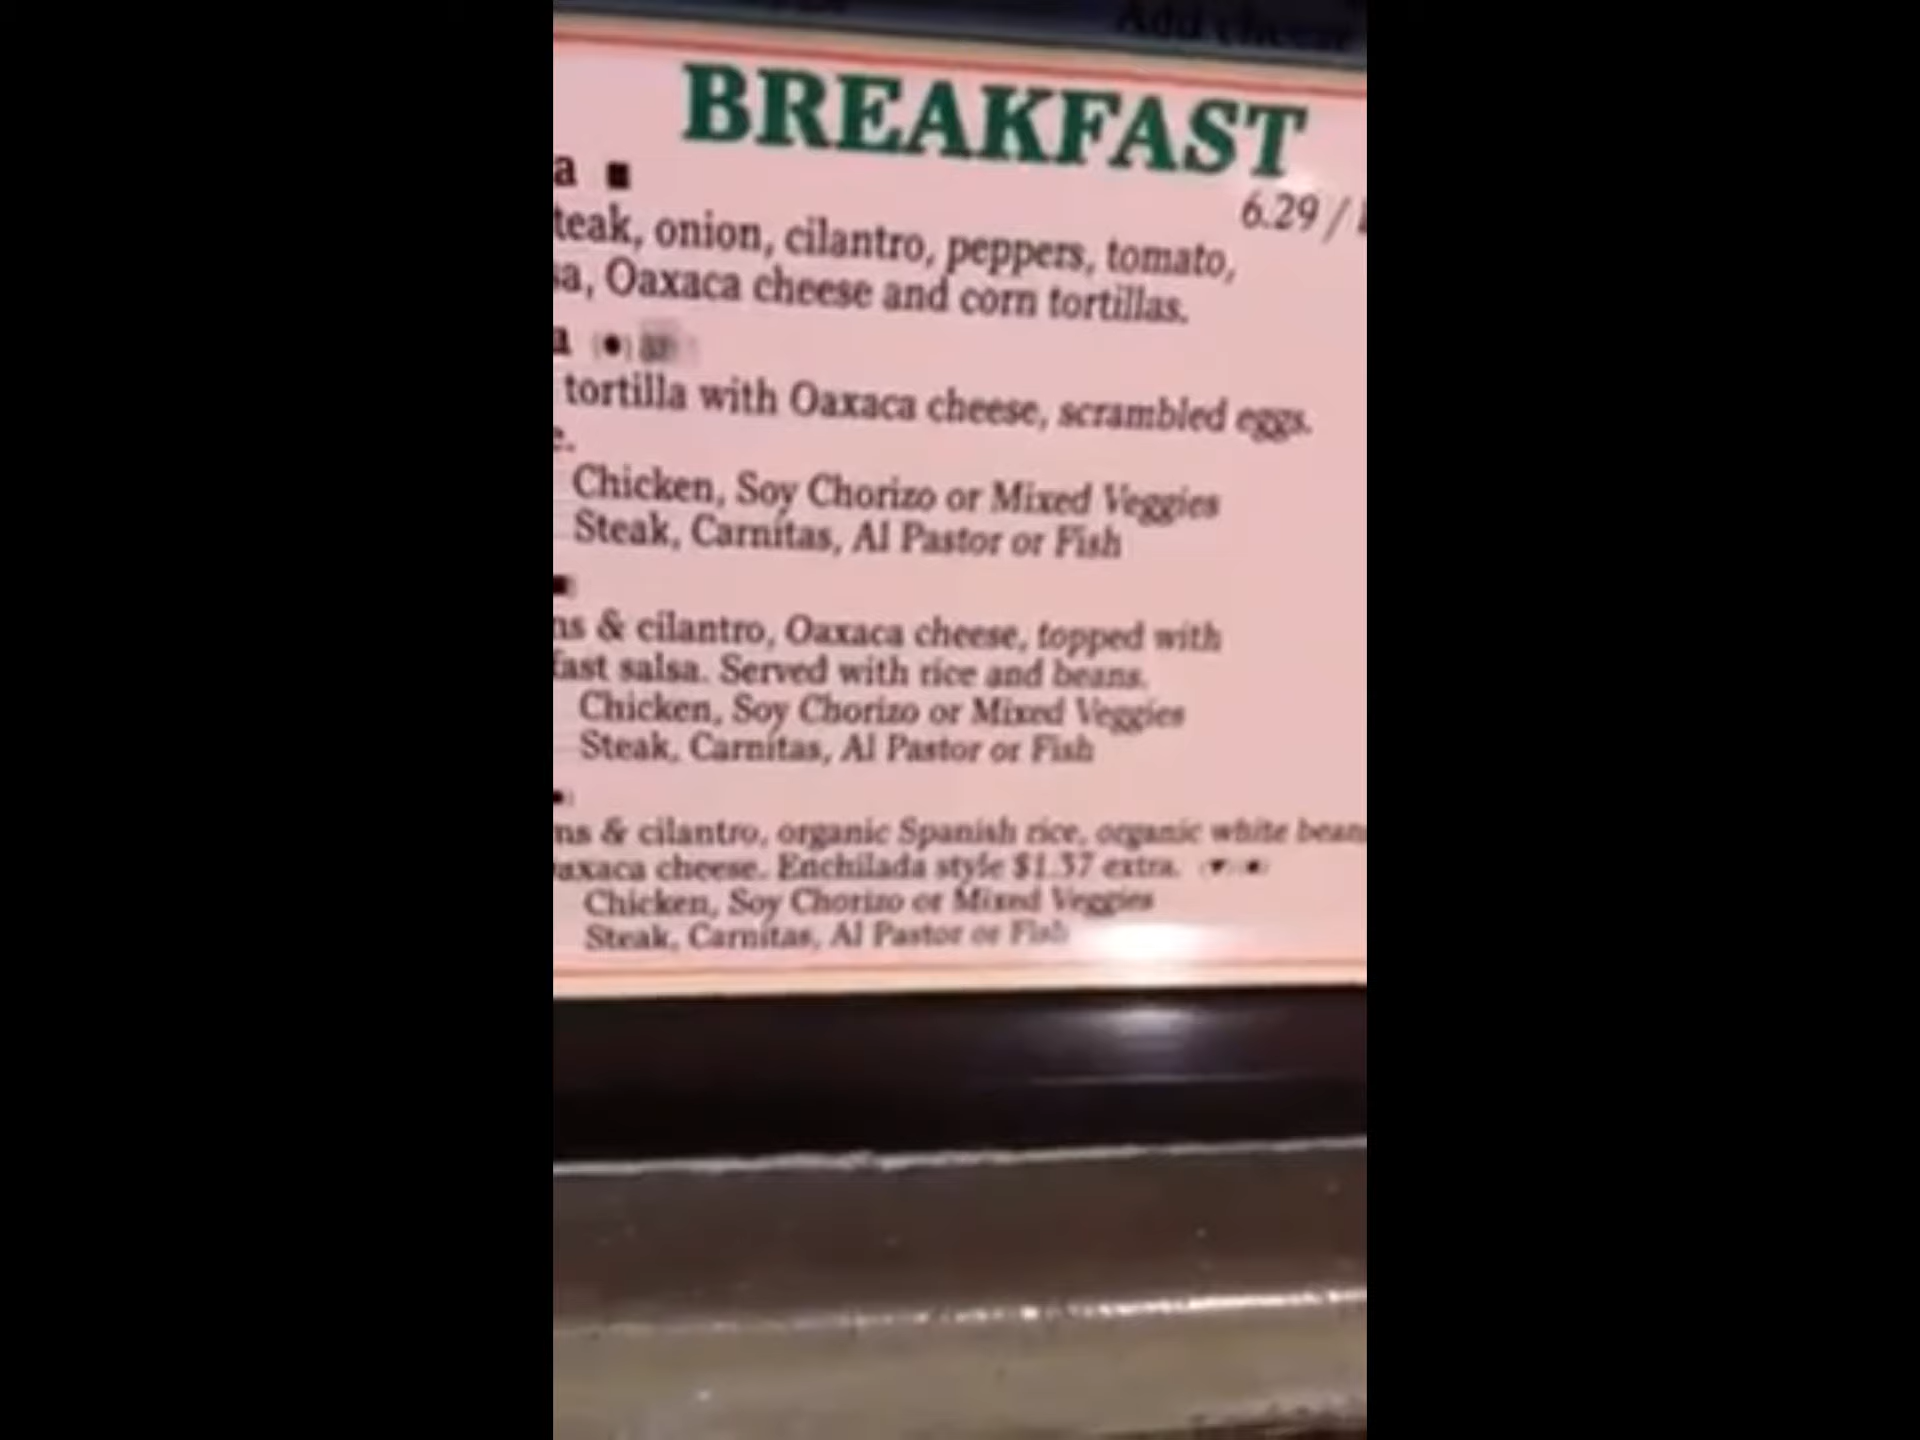 Add cheese
BREAKFAST
6.29 /
teak, onion, cilantro, peppers, tomato,
sa, Oaxaca cheese and corn tortillas.
tortilla with Oaxaca cheese, scrambled eggs.
e.
Chicken, Soy Chorizo or Mixed Veggies
Steak, Carnitas, Al Pastor or Fish
ns & cilantro, Oaxaca cheese, topped with
fast salsa. Served with rice and beans.
Chicken, Soy Chorizo or Mixed Veggies
Steak, Carnitas, Al Pastor or Fish
ns & cilantro, organic Spanish rice, organic white bean
axaca cheese. Enchilada style $1.37 extra.
Chicken, Soy Chorizo or Mixed Veggies
Steak, Carnitas, Al Pastor or Fish